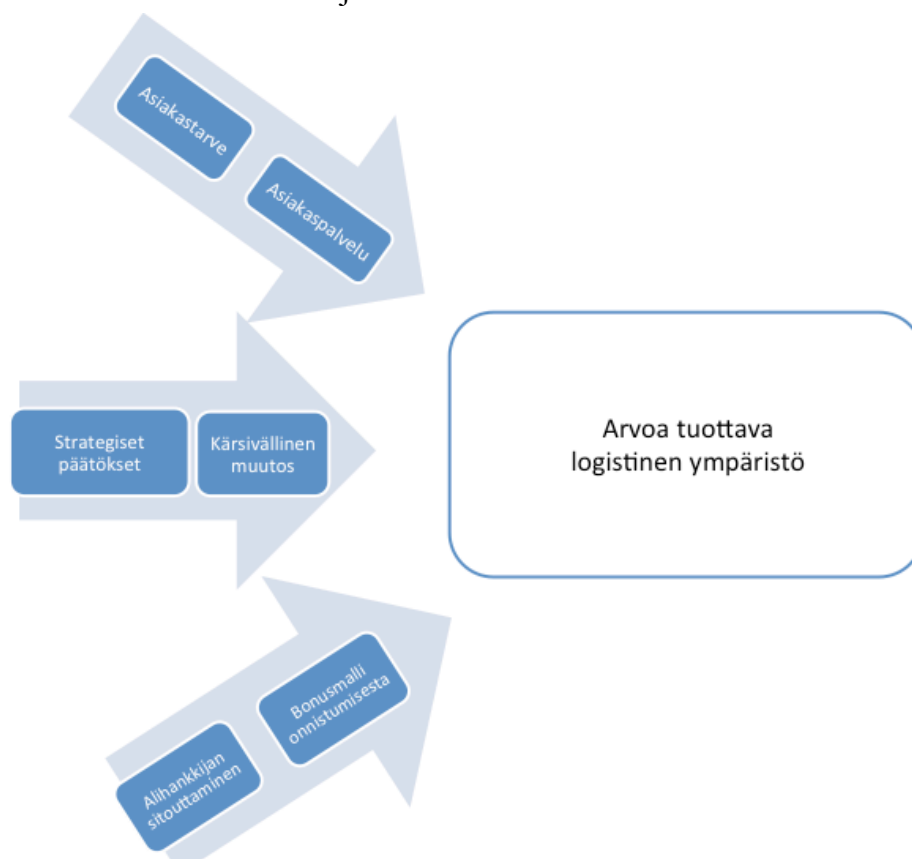 Asiakastarve
Asiakaspalvelu
Strategiset
päätökset
Kärsivällinen
muutos
Arvoa tuottava
logistinen ympäristö
Bonusmalli
onnistumisesta
Alihankkijan
sitouttaminen